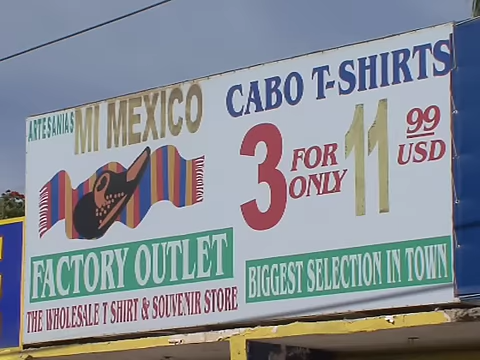 ARTESANIAS MI MEXICO
FACTORY OUTLET
THE WHOLESALE T SHIRT & SOUVENIR STORE
CABO T-SHIRTS
3 FOR ONLY 11 99 USD
BIGGEST SELECTION IN TOWN